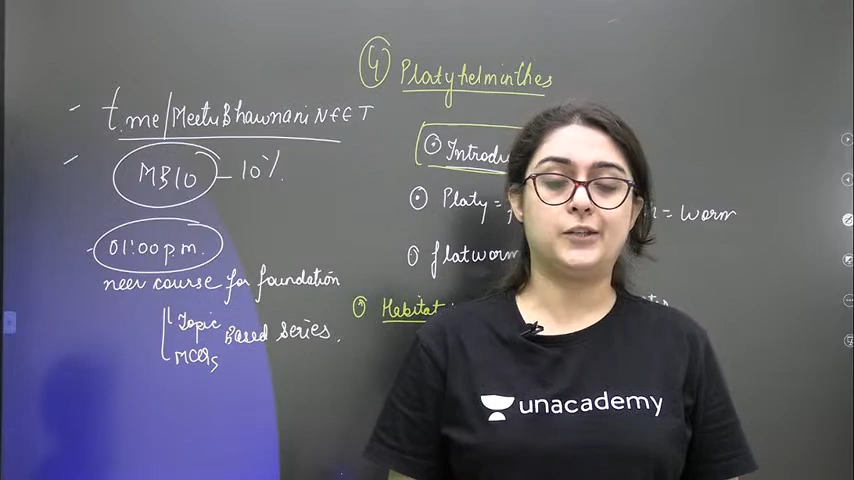 4 Platyhelminthes
t.me/MeetuBhawnaniNEET
MB10 - 10%.
01:00 p.m.
new course for foundation
Topic Based Series.
MCQs
Introdu
Platy =
= worm
flatworm
Habitat
unacademy